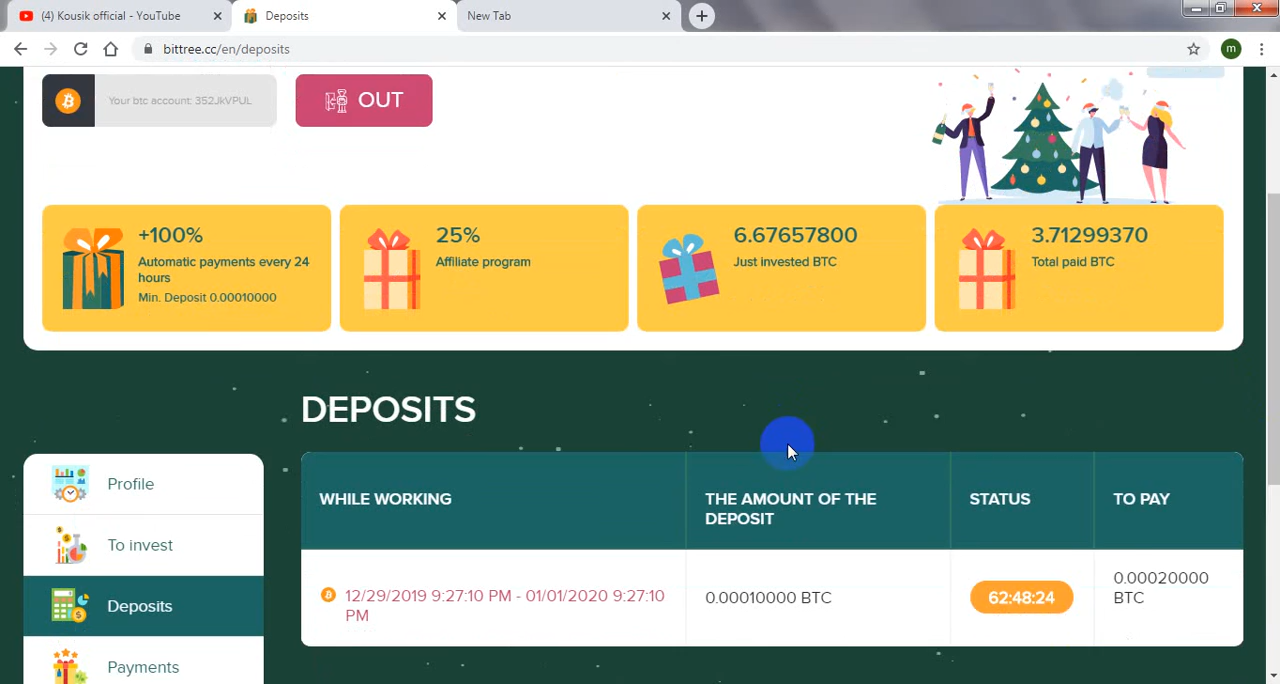 (4) Kousik official - YouTube
Deposits
New Tab
bittree.cc/en/deposits
m
Your btc account: 352JkVPUL
OUT
+100%
Automatic payments every 24
hours
Min. Deposit 0.00010000
25%
Affiliate program
6.67657800
Just invested BTC
3.71299370
Total paid BTC
DEPOSITS
Profile
To invest
Deposits
Payments
WHILE WORKING
THE AMOUNT OF THE
DEPOSIT
STATUS
TO PAY
12/29/2019 9:27:10 PM - 01/01/2020 9:27:10
PM
0.00010000 BTC
62:48:24
0.00020000
BTC